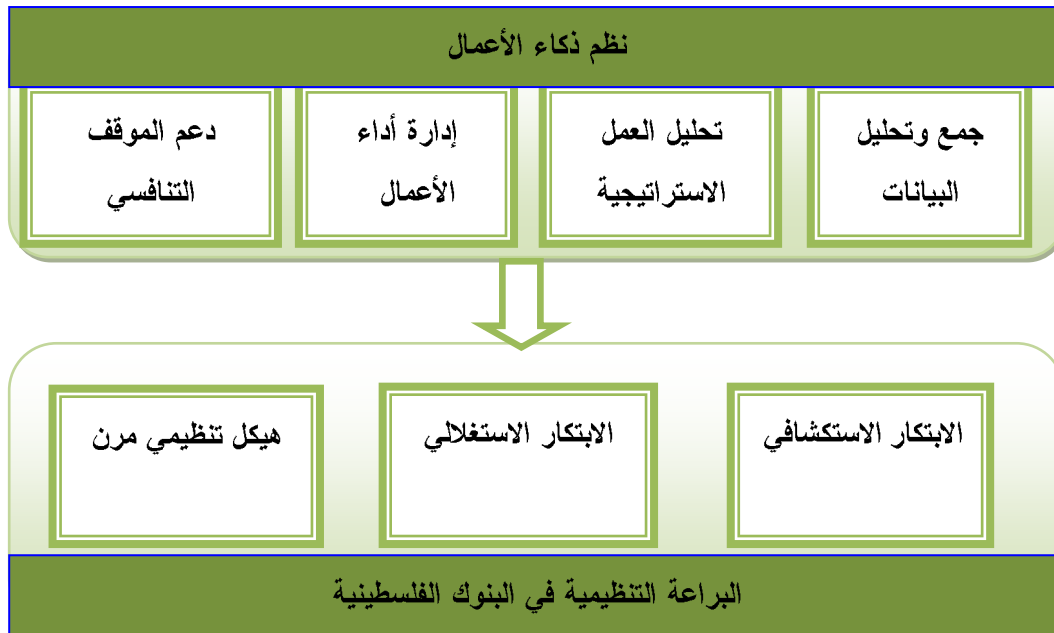 نظم ذكاء الأعمال
جمع وتحليل
البيانات
تحليل العمل
الاستراتيجية
إدارة أداء
الأعمال
دعم الموقف
التنافسي
الابتكار الاستكشافي
الابتكار الاستغلالي
هيكل تنظيمي مرن
البراعة التنظيمية في البنوك الفلسطينية